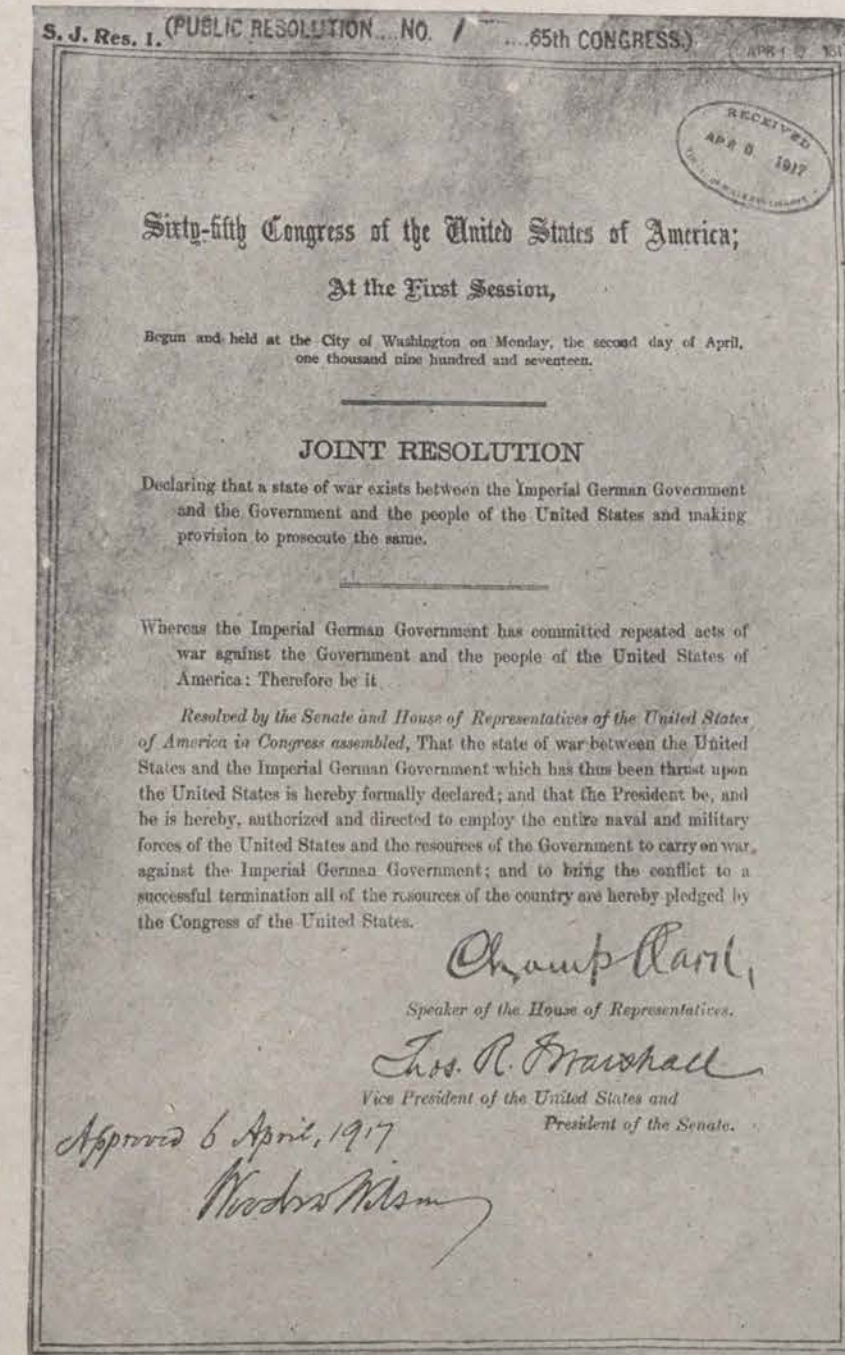 S. J. Res. 1. (PUBLIC RESOLUTION....NO. 1 ....65th CONGRESS.)
APR
RECEIVED
APR 1917
Sixty-fifth Congress of the United States of America;
At the First Session,
Begun and held at the City of Washington on Monday, the second day of April,
one thousand nine hundred and seventeen.
JOINT RESOLUTION
Declaring that a state of war exists between the Imperial German Government
and the Government and the people of the United States and making
provision to prosecute the same.
Whereas the Imperial German Government has committed repeated acts of
war against the Government and the people of the United States of
America: Therefore be it
Resolved by the Senate and House of Representatives of the United States
of America in Congress assembled, That the state of war between the United
States and the Imperial German Government which has thus been thrust upon
the United States is hereby formally declared; and that the President be, and
he is hereby, authorized and directed to employ the entire naval and military
forces of the United States and the resources of the Government to carry on war
against the Imperial German Government; and to bring the conflict to a
successful termination all of the resources of the country are hereby pledged by
the Congress of the United States.
Champ Clark,
Speaker of the House of Representatives.
Thos. R. Marshall
Vice President of the United States and
President of the Senate.
Approved 6 April, 1917
Woodrow Wilson